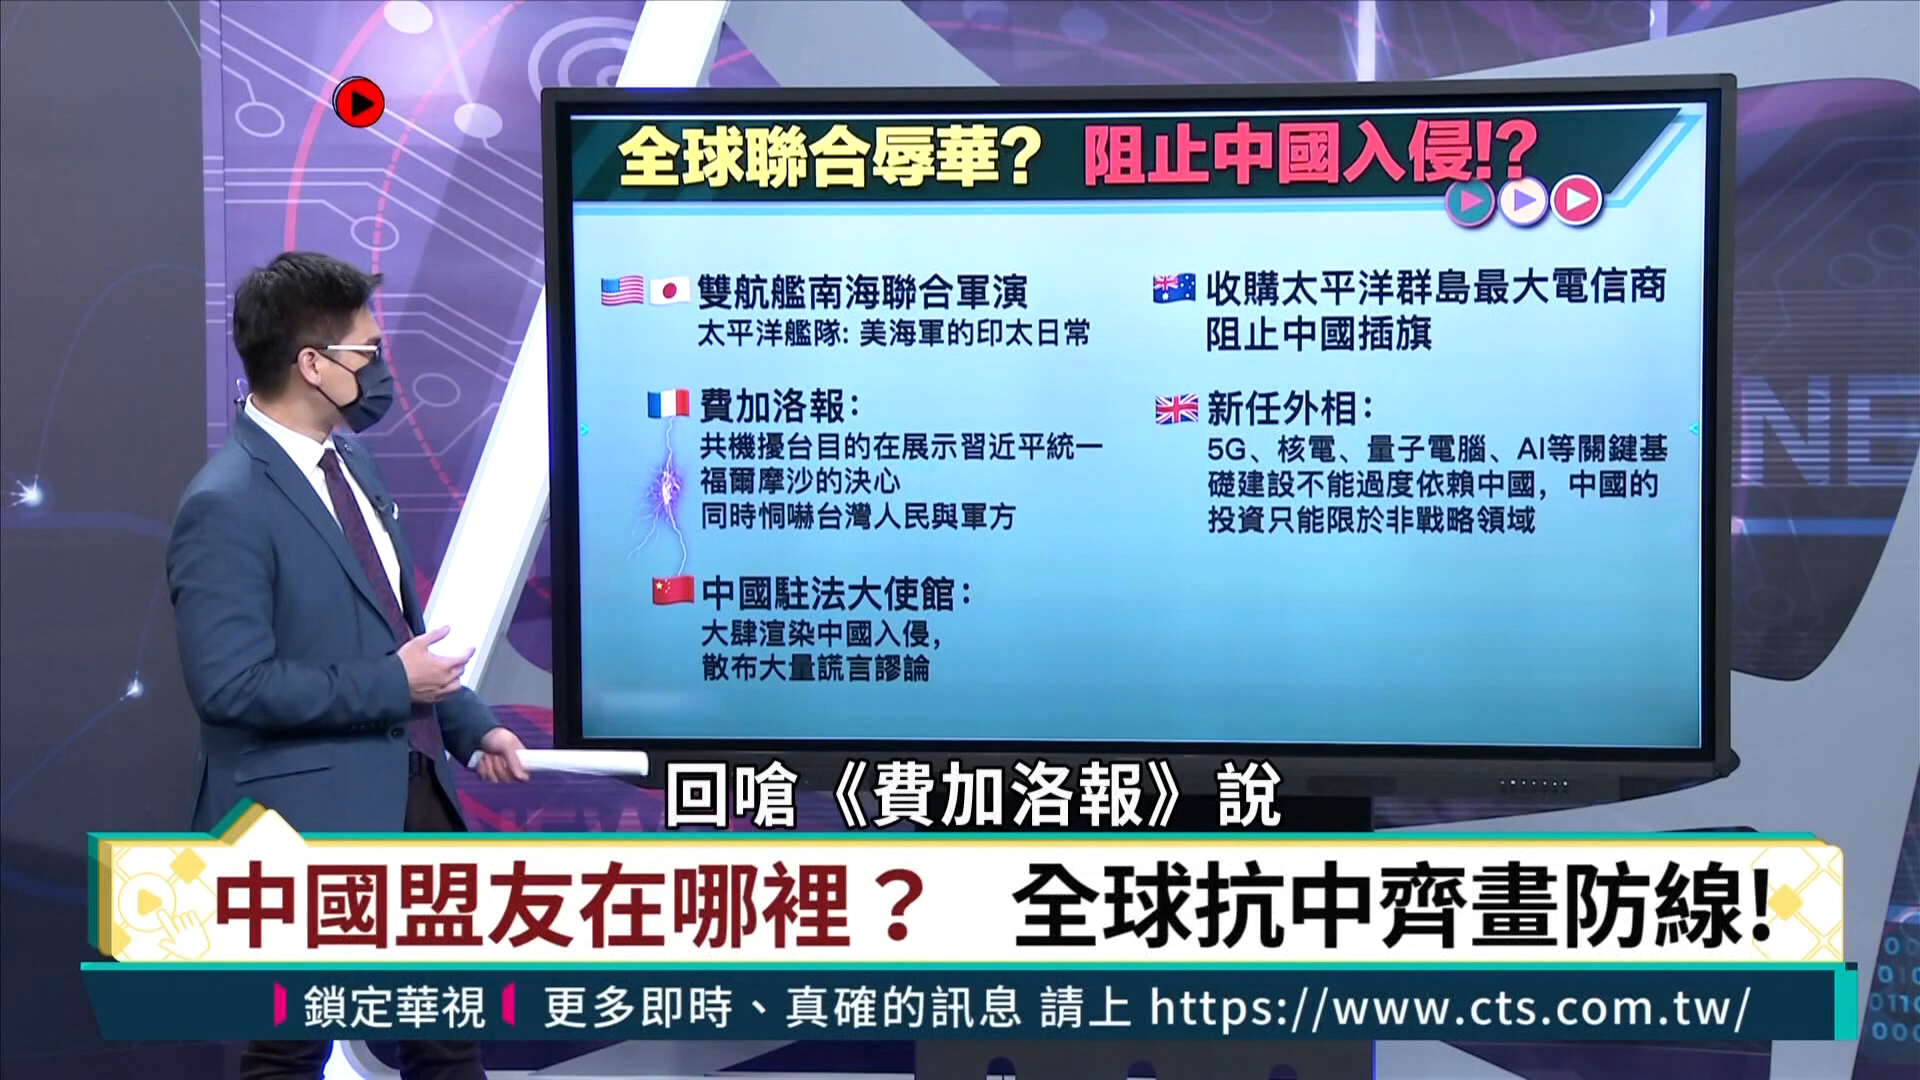 全球聯合辱華? 阻止中國入侵!?
雙航艦南海聯合軍演
太平洋艦隊: 美海軍的印太日常
費加洛報:
共機擾台目的在展示習近平統一
福爾摩沙的決心
同時恫嚇台灣人民與軍方
中國駐法大使館:
大肆渲染中國入侵,
散布大量謊言謬論
收購太平洋群島最大電信商
阻止中國插旗
新任外相:
5G、核電、量子電腦、AI等關鍵基
礎建設不能過度依賴中國，中國的
投資只能限於非戰略領域
NE
回嗆《費加洛報》說
中國盟友在哪裡？ 全球抗中齊畫防線!
鎖定華視 更多即時、真確的訊息 請上 https://www.cts.com.tw/